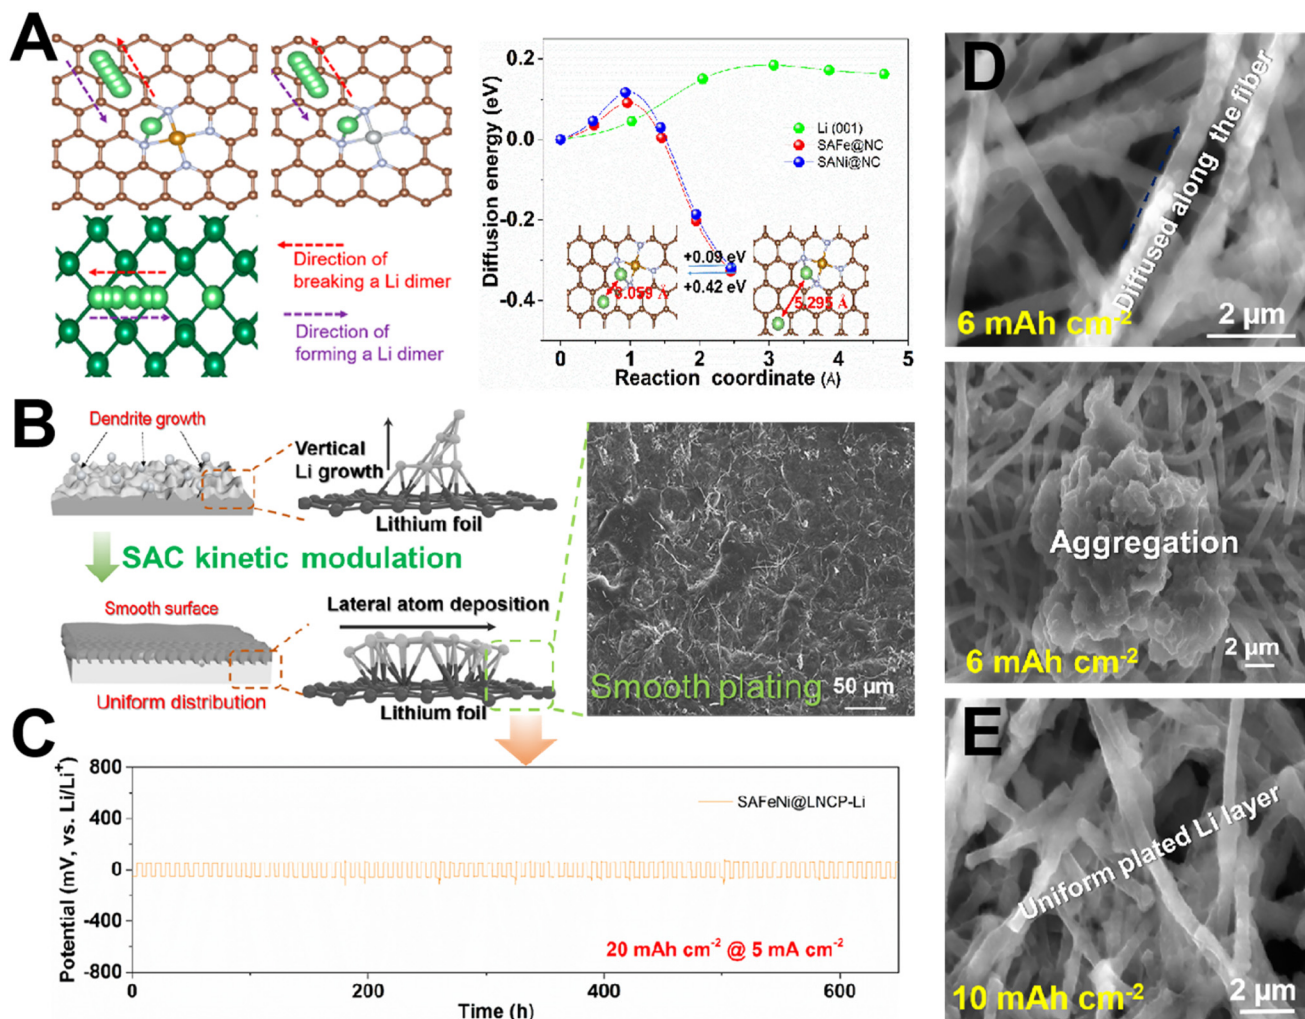 A
Direction of
breaking a Li dimer
Direction of
forming a Li dimer
Diffusion energy (eV)
0.2
0.0
-0.2
-0.4
Li (001)
SAFe@NC
SANi@NC
+0.09 eV
+0.42 eV
3.059 Å
5.295 Å
0
1
2
3
4
5
Reaction coordinate (Å)
B
Dendrite growth
Vertical
Li growth
Lithium foil
SAC kinetic modulation
Smooth surface
Uniform distribution
Lateral atom deposition
Lithium foil
Smooth plating
50 µm
C
Potential (mV, vs. Li/Li⁺)
800
400
0
-400
-800
SAFeNi@LNCP-Li
20 mAh cm⁻² @ 5 mA cm⁻²
0
200
400
600
Time (h)
D
Diffused along the fiber
6 mAh cm⁻²
2 µm
Aggregation
6 mAh cm⁻²
2 µm
E
Uniform plated Li layer
10 mAh cm⁻²
2 µm